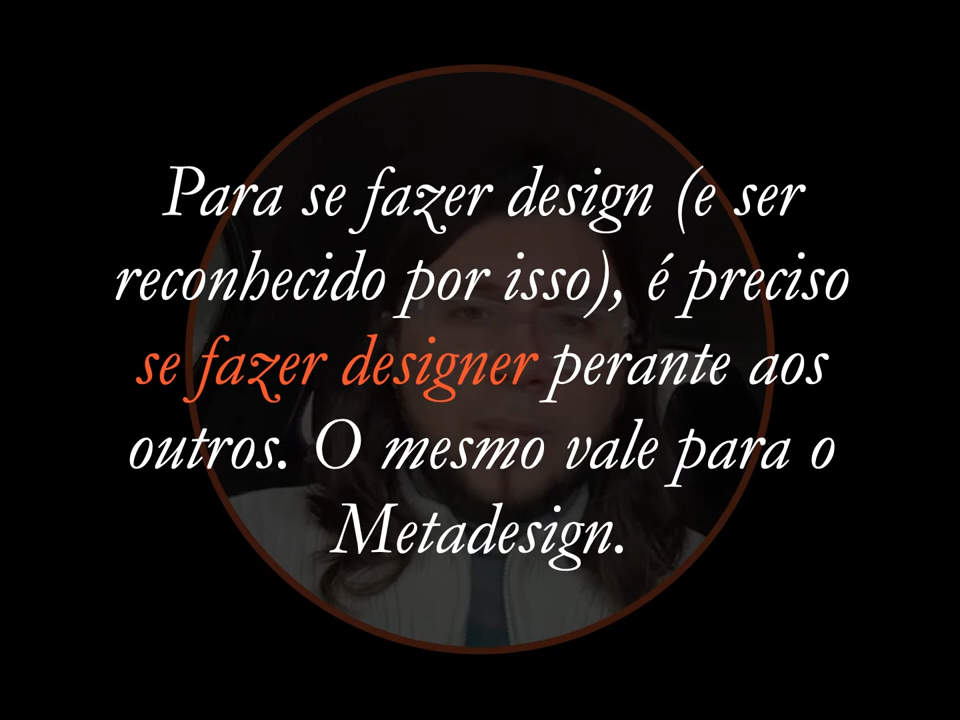 Para se fazer design (e ser
reconhecido por isso), é preciso
se fazer designer perante aos
outros. O mesmo vale para o
Metadesign.